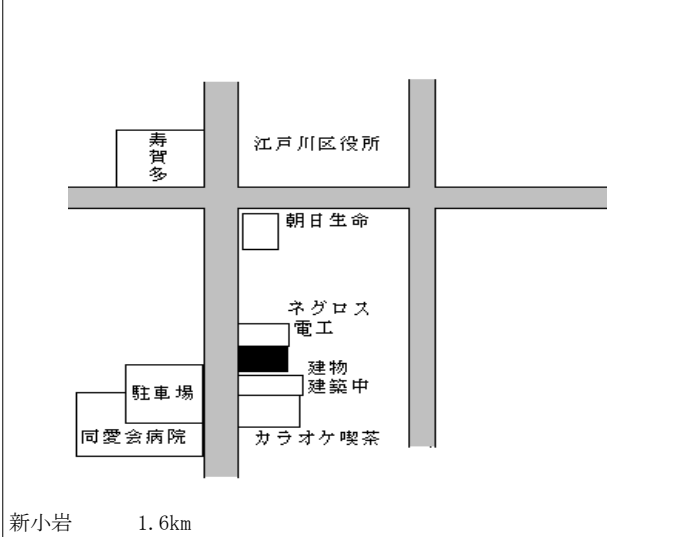 寿賀多
江戸川区役所
朝日生命
ネグロス
電工
建物
建築中
駐車場
同愛会病院
カラオケ喫茶
新小岩 1.6km